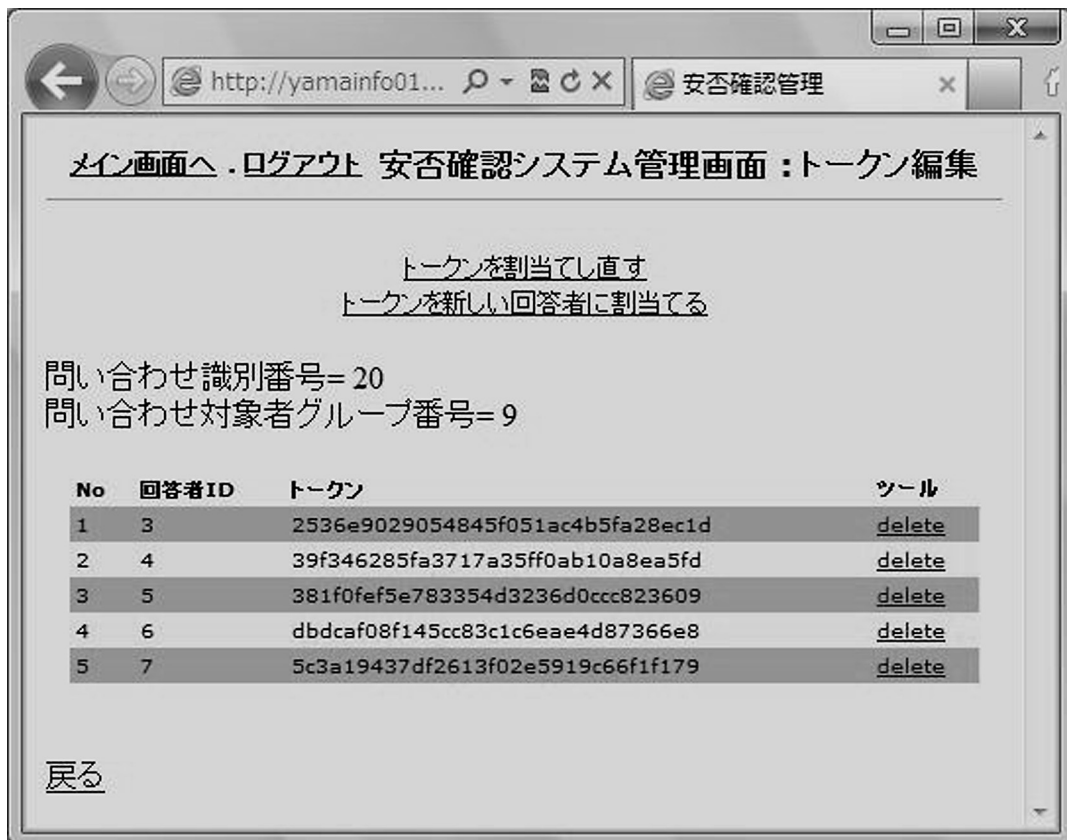 http://yamainfo01... 安否確認管理
メイン画面へ . ログアウト 安否確認システム管理画面 : トークン編集
トークンを割当てし直す
トークンを新しい回答者に割当てる
問い合わせ識別番号= 20
問い合わせ対象者グループ番号= 9
No 回答者ID トークン ツール
1 3 2536e9029054845f051ac4b5fa28ec1d delete
2 4 39f346285fa3717a35ff0ab10a8ea5fd delete
3 5 381f0fef5e783354d3236d0ccc823609 delete
4 6 dbdcaf08f145cc83c1c6eae4d87366e8 delete
5 7 5c3a19437df2613f02e5919c66f1f179 delete
戻る